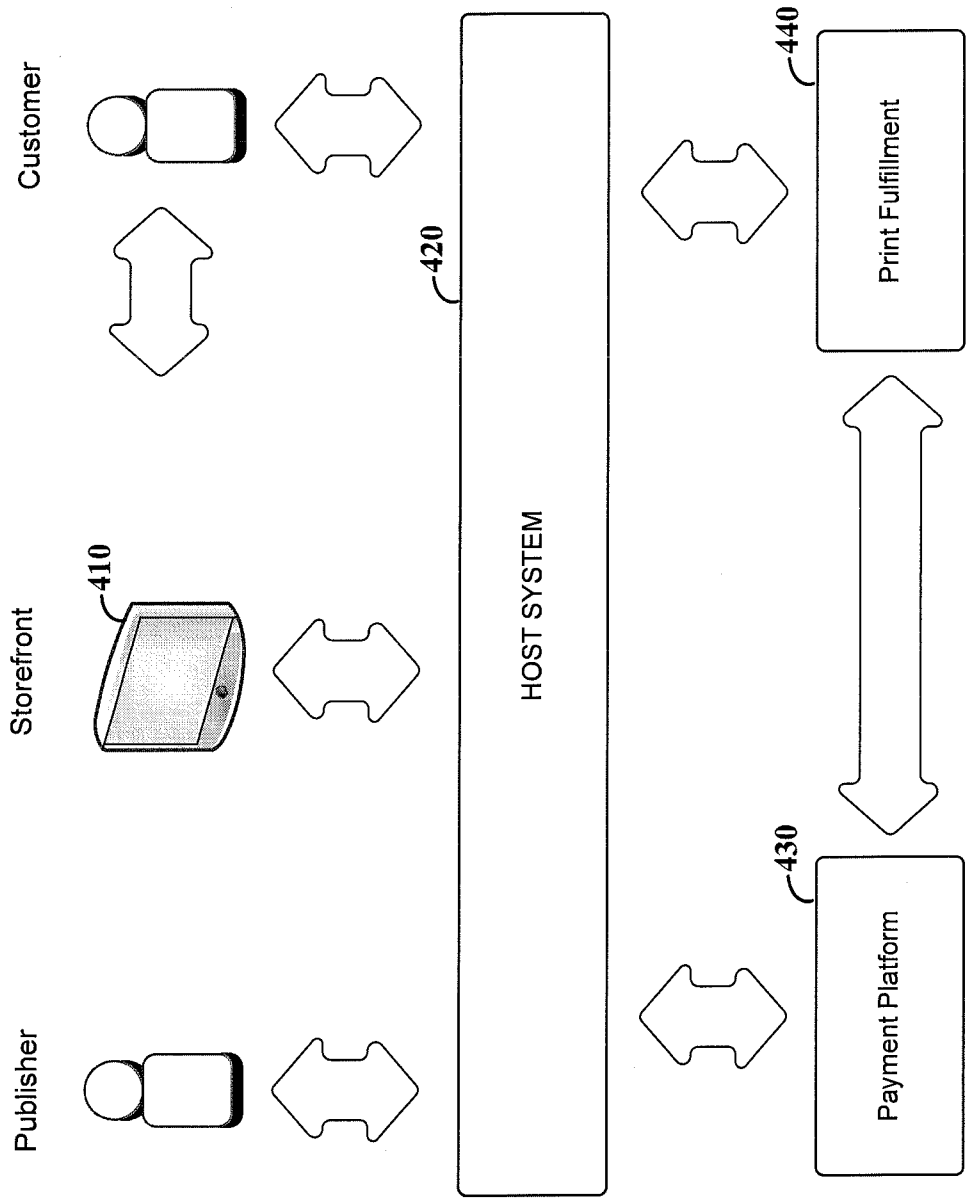 Publisher
Storefront
Customer
410
420
HOST SYSTEM
430
440
Payment Platform
Print Fulfillment